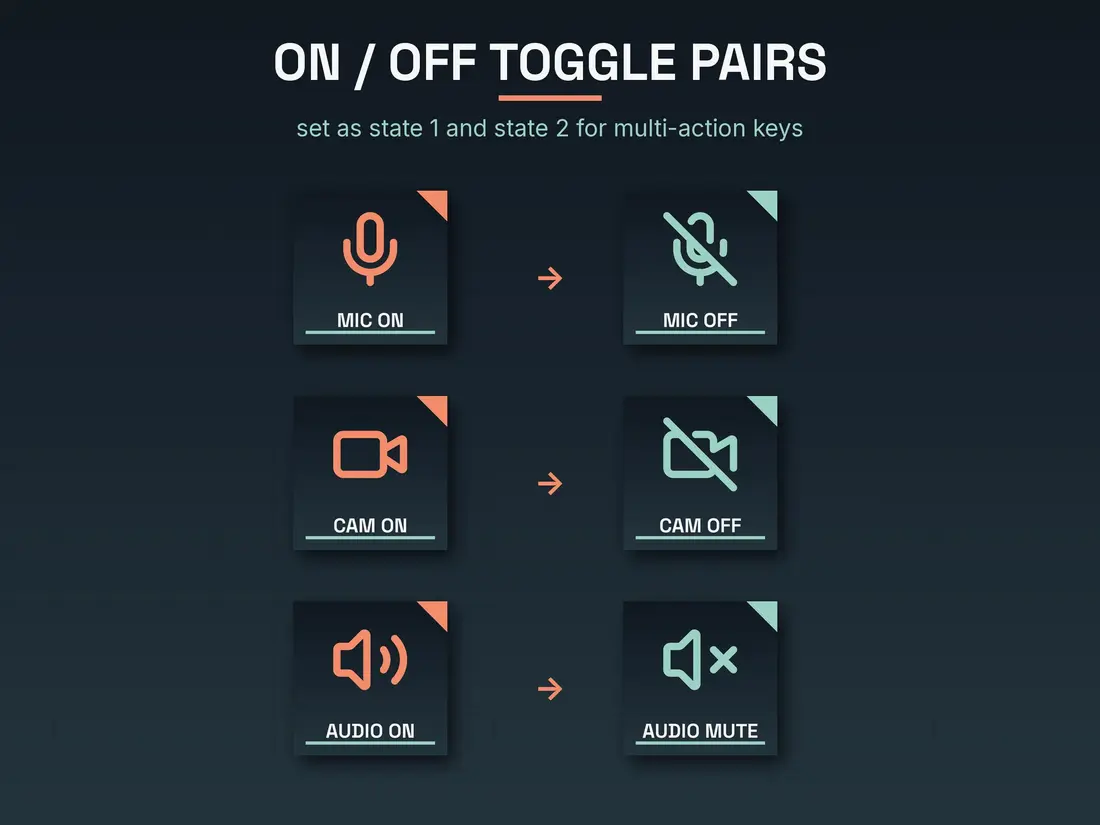 ON / OFF TOGGLE PAIRS
set as state 1 and state 2 for multi-action keys
MIC ON
MIC OFF
CAM ON
CAM OFF
AUDIO ON
AUDIO MUTE